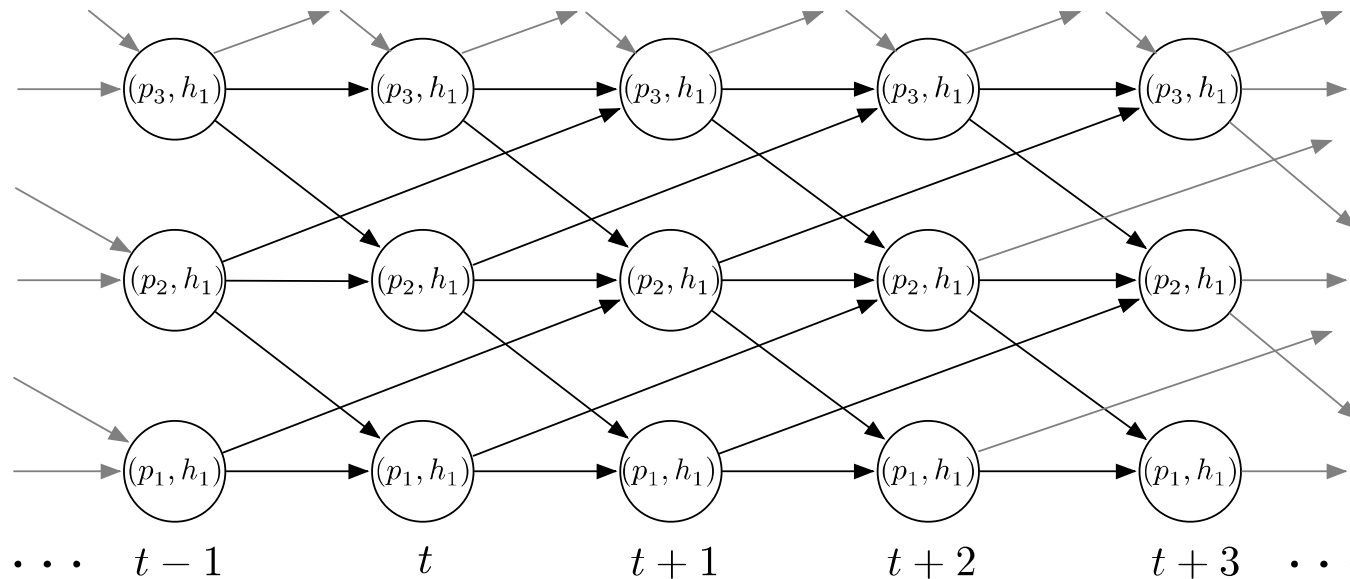 (p₃, h₁) (p₃, h₁) (p₃, h₁) (p₃, h₁) (p₃, h₁)
(p₂, h₁) (p₂, h₁) (p₂, h₁) (p₂, h₁) (p₂, h₁)
(p₁, h₁) (p₁, h₁) (p₁, h₁) (p₁, h₁) (p₁, h₁)
· · · t − 1 t t + 1 t + 2 t + 3 · ·